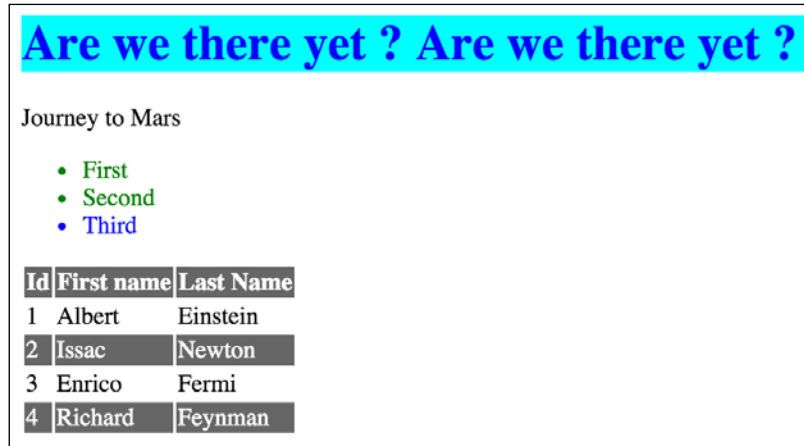 Are we there yet ? Are we there yet ?
Journey to Mars
• First
• Second
• Third
Id First name Last Name
1 Albert Einstein
2 Issac Newton
3 Enrico Fermi
4 Richard Feynman